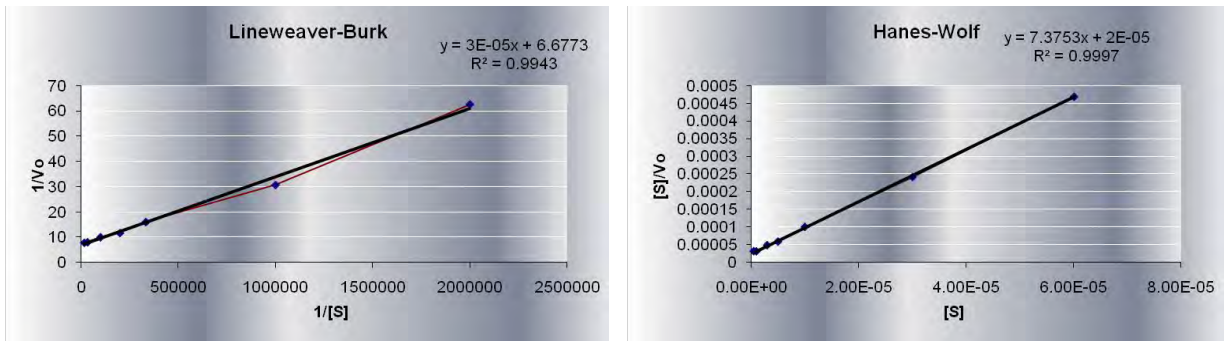 Lineweaver-Burk
y = 3E-05x + 6.6773
R² = 0.9943
70
60
50
40
30
20
10
0
1/Vo
0 500000 1000000 1500000 2000000 2500000
1/[S]
Hanes-Wolf
y = 7.3753x + 2E-05
R² = 0.9997
0.0005
0.00045
0.0004
0.00035
0.0003
0.00025
0.0002
0.00015
0.0001
0.00005
0
[S]/Vo
0.00E+00 2.00E-05 4.00E-05 6.00E-05 8.00E-05
[S]